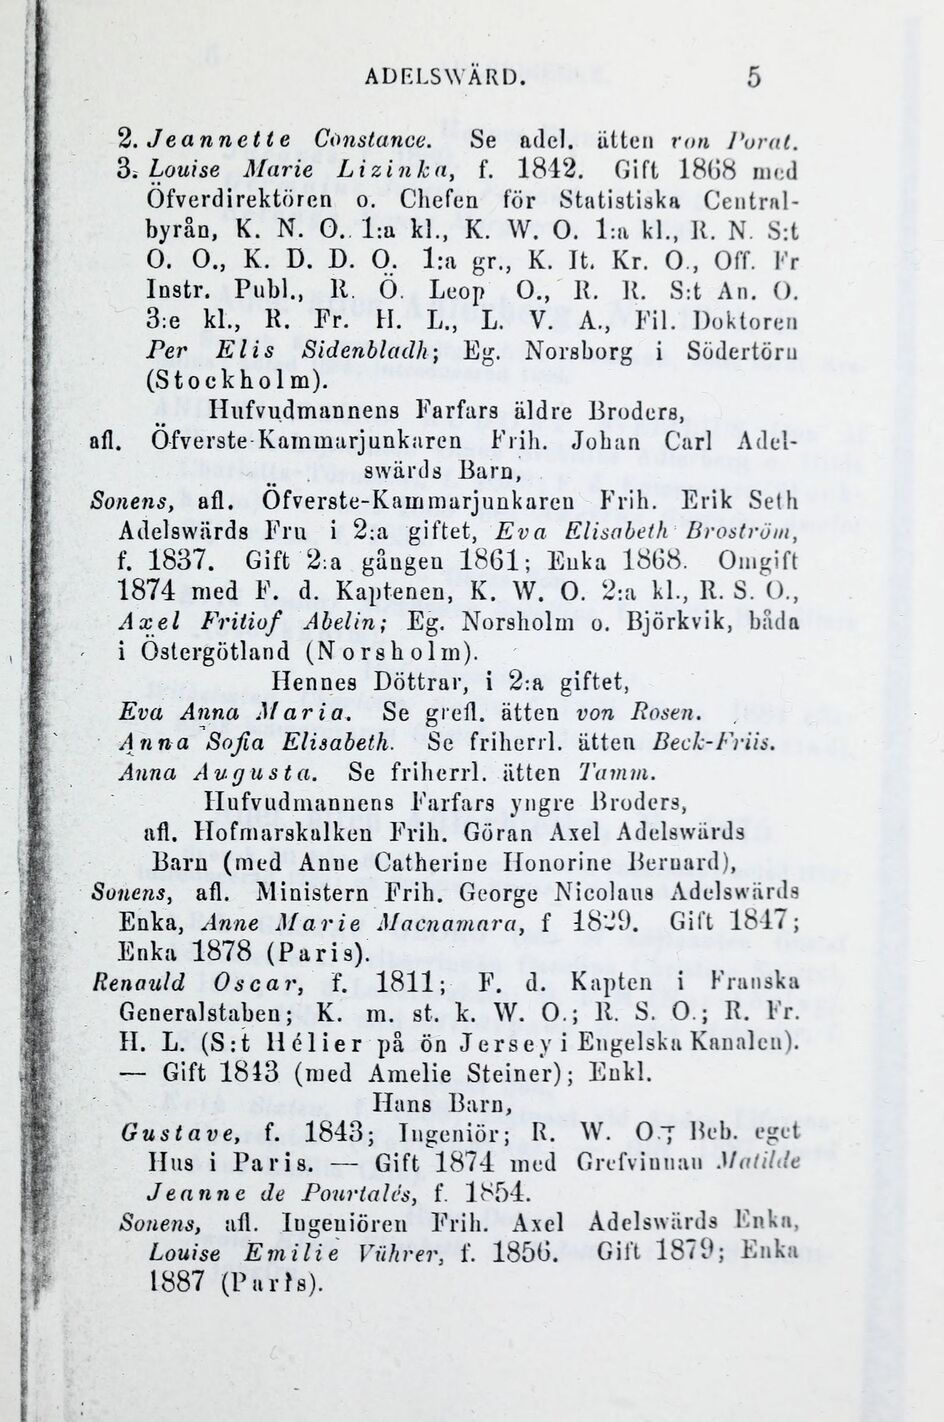 ADELSWÄRD. 5
2. Jeannette Constance. Se adel. ätten von Porat.
3. Louise Marie Lizinka, f. 1842. Gift 1868 med
Öfverdirektören o. Chefen för Statistiska Central-
byrån, K. N. O. 1:a kl., K. W. O. 1:a kl., R. N. S:t
O. O., K. D. D. O. 1:a gr., K. It. Kr. O., Off. Fr
Instr. Publ., R. Ö. Leop O., R. R. S:t An. O.
3:e kl., R. Fr. H. L., L. V. A., Fil. Doktoren
Per Elis Sidenbladh; Eg. Norsborg i Södertörn
(Stockholm).
Hufvudmannens Farfars äldre Broders,
afl. Öfverste-Kammarjunkaren Frih. Johan Carl Adel-
swärds Barn,
Sonens, afl. Öfverste-Kammarjunkaren Frih. Erik Seth
Adelswärds Fru i 2:a giftet, Eva Elisabeth Broström,
f. 1837. Gift 2:a gången 1861; Enka 1868. Omgift
1874 med F. d. Kaptenen, K. W. O. 2:a kl., R. S. O.,
Axel Fritiof Abelin; Eg. Norsholm o. Björkvik, båda
i Östergötland (Norsholm).
Hennes Döttrar, i 2:a giftet,
Eva Anna Maria. Se grefl. ätten von Rosen.
Anna Sofia Elisabeth. Se friherrl. ätten Beck-Friis.
Anna Augusta. Se friherrl. ätten Tamm.
Hufvudmannens Farfars yngre Broders,
afl. Hofmarskalken Frih. Göran Axel Adelswärds
Barn (med Anne Catherine Honorine Bernard),
Sonens, afl. Ministern Frih. George Nicolaus Adelswärds
Enka, Anne Marie Macnamara, f 1829. Gift 1847;
Enka 1878 (Paris).
Renauld Oscar, f. 1811; F. d. Kapten i Franska
Generalstaben; K. m. st. k. W. O.; R. S. O.; R. Fr.
H. L. (S:t Hélier på ön Jersey i Engelska Kanalen).
— Gift 1843 (med Amelie Steiner); Enkl.
Hans Barn,
Gustave, f. 1843; Ingeniör; R. W. O.; Beb. eget
Hus i Paris. — Gift 1874 med Grefvinnan Matilde
Jeanne de Pourtalés, f. 1854.
Sonens, afl. Ingeniören Frih. Axel Adelswärds Enka,
Louise Emilie Vührer, f. 1856. Gift 1879; Enka
1887 (Paris).